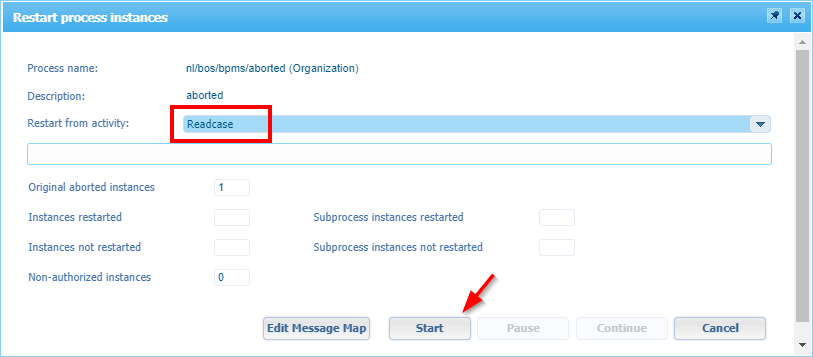 Restart process instances
Process name: nl/bos/bpms/aborted (Organization)
Description: aborted
Restart from activity: Readcase
Original aborted instances 1
Instances restarted Subprocess instances restarted
Instances not restarted Subprocess instances not restarted
Non-authorized instances 0
Edit Message Map Start Pause Continue Cancel